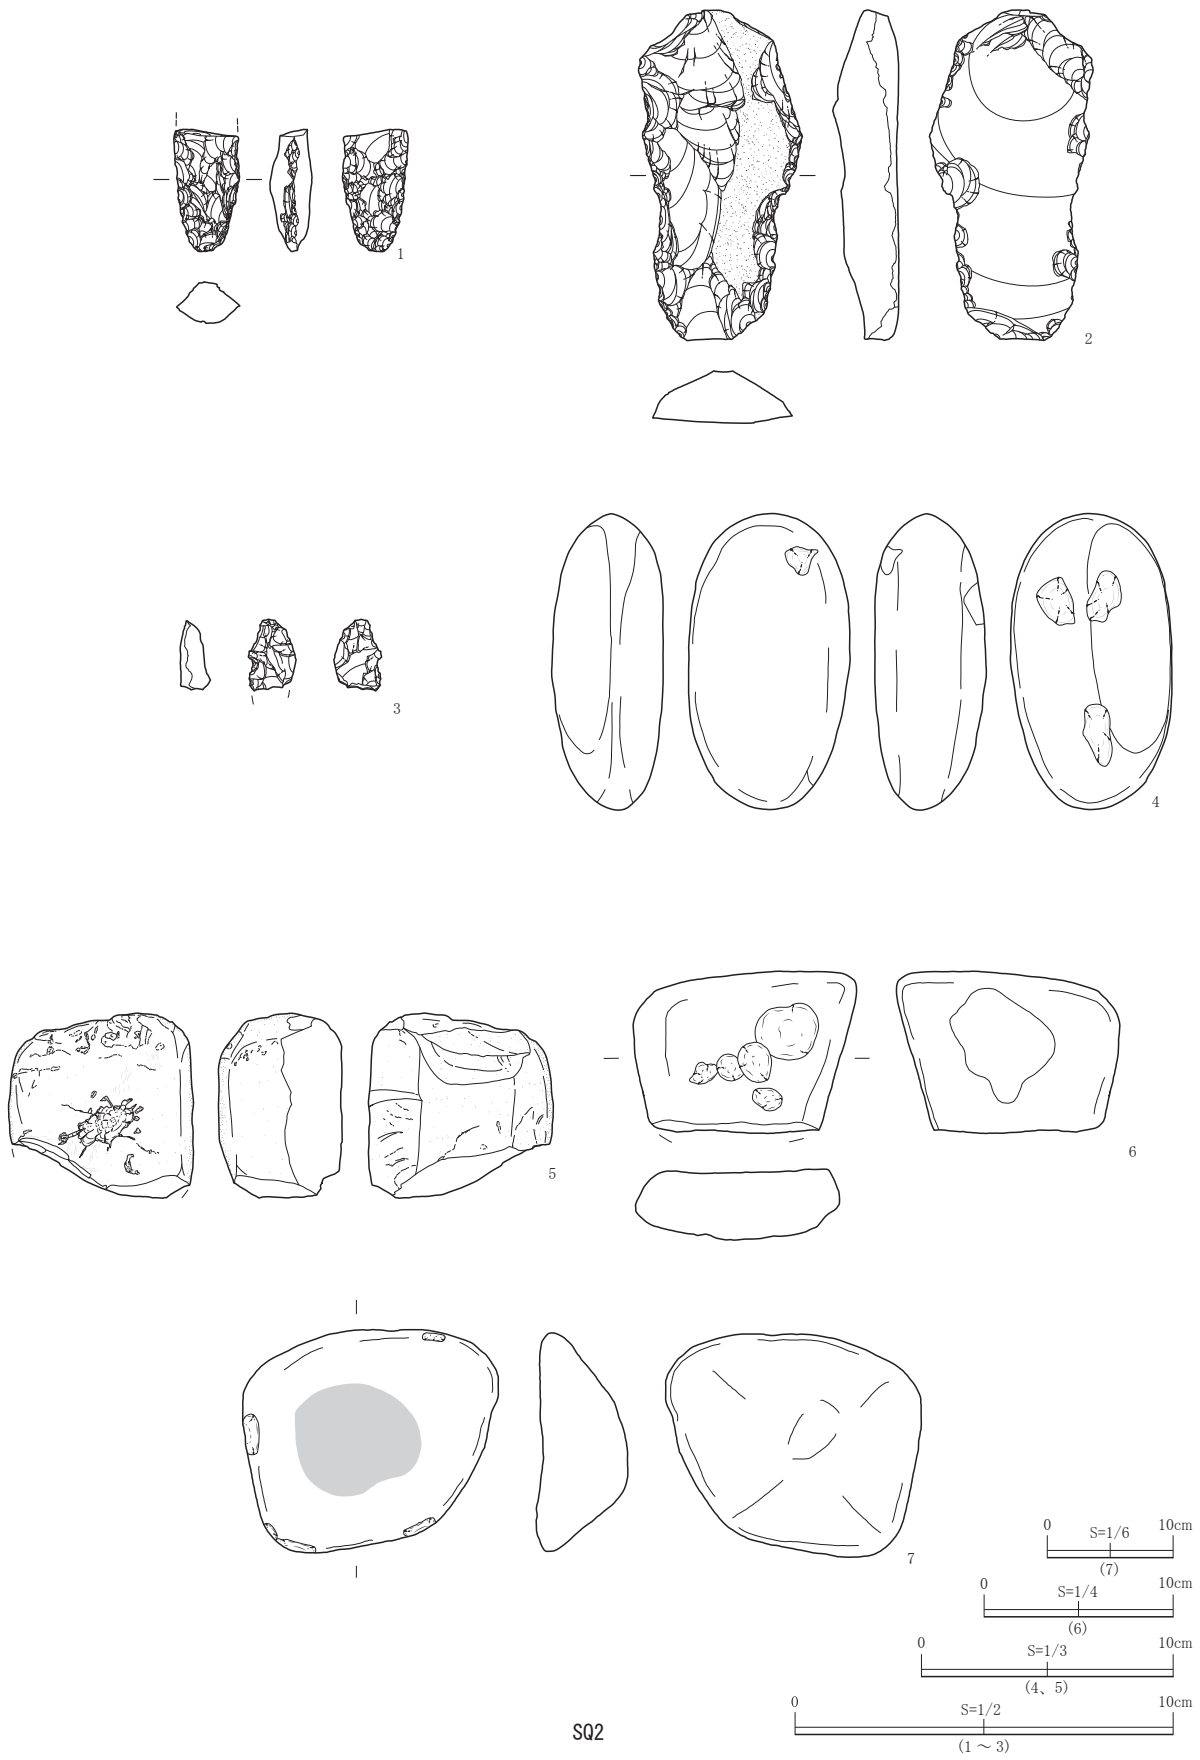 1
2
3
4
5
6
7
0 S=1/6 10cm
(7)
0 S=1/4 10cm
(6)
0 S=1/3 10cm
(4、5)
0 S=1/2 10cm
(1 ～ 3)
SQ2